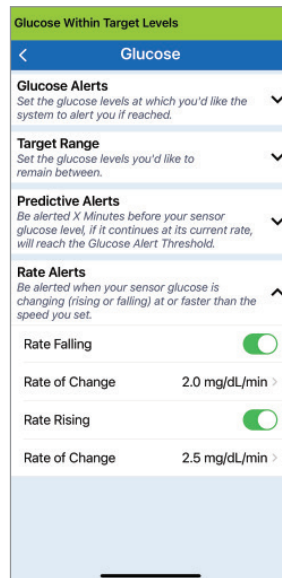 Glucose Within Target Levels
Glucose
Glucose Alerts
Set the glucose levels at which you'd like the
system to alert you if reached.
Target Range
Set the glucose levels you'd like to
remain between.
Predictive Alerts
Be alerted X Minutes before your sensor
glucose level, if it continues at its current rate,
will reach the Glucose Alert Threshold.
Rate Alerts
Be alerted when your sensor glucose is
changing (rising or falling) at or faster than the
speed you set.
Rate Falling
Rate of Change 2.0 mg/dL/min
Rate Rising
Rate of Change 2.5 mg/dL/min